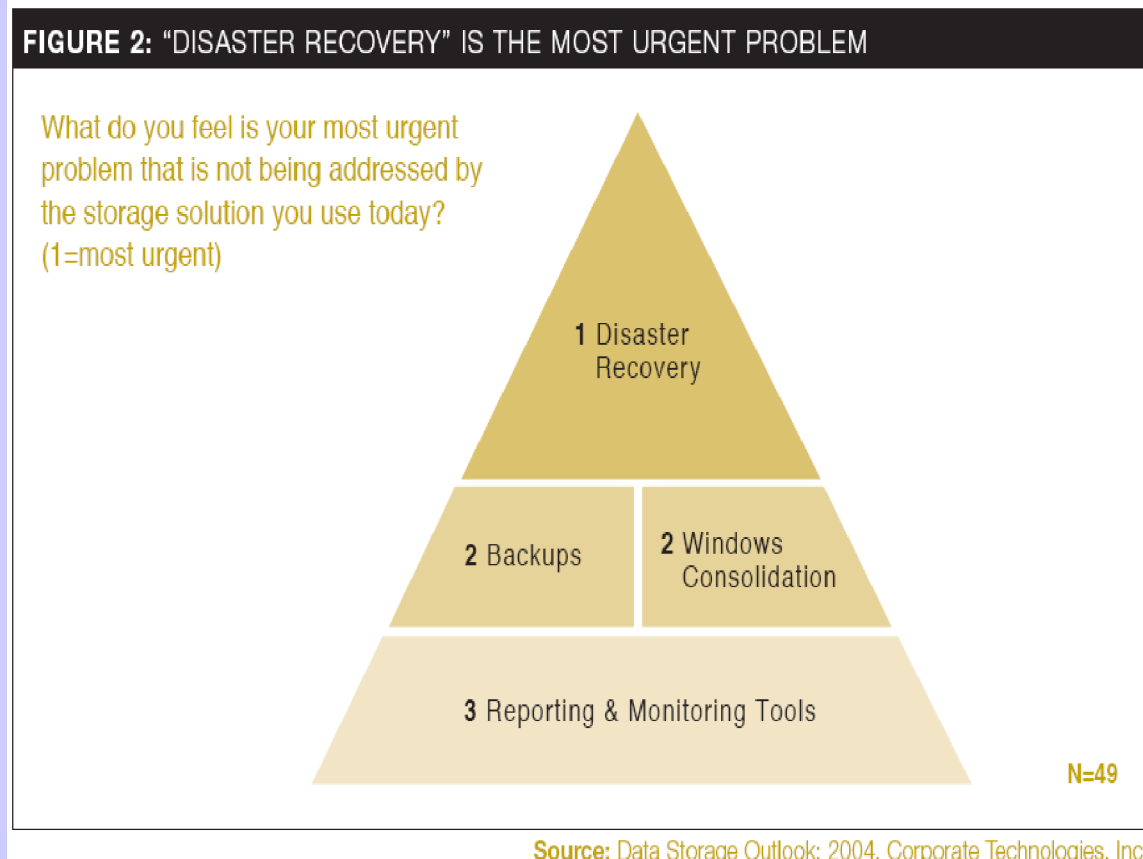 FIGURE 2: “DISASTER RECOVERY” IS THE MOST URGENT PROBLEM
What do you feel is your most urgent
problem that is not being addressed by
the storage solution you use today?
(1=most urgent)
1 Disaster
Recovery
2 Backups
2 Windows
Consolidation
3 Reporting & Monitoring Tools
N=49
Source: Data Storage Outlook: 2004, Corporate Technologies, Inc